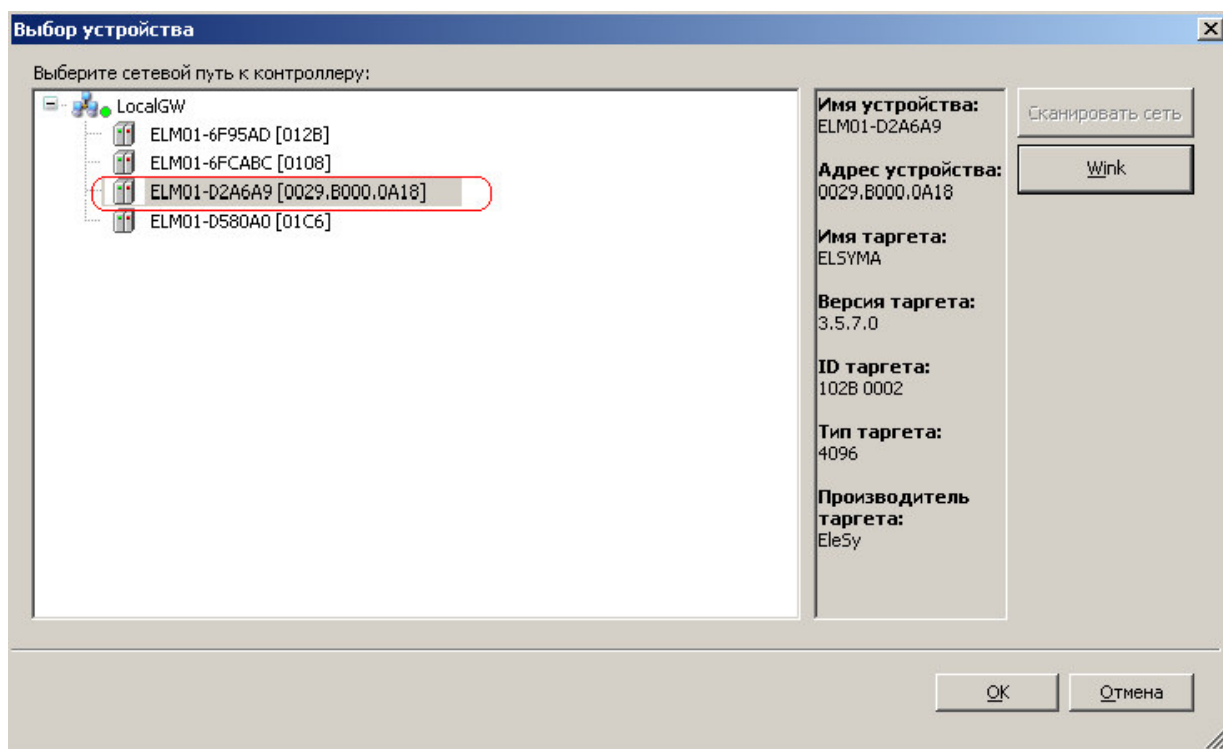 Выбор устройства
Выберите сетевой путь к контроллеру:
LocalGW
ELM01-6F95AD [012B]
ELM01-6FCABC [0108]
ELM01-D2A6A9 [0029.B000.0A18]
ELM01-D580A0 [01C6]
Имя устройства:
ELM01-D2A6A9
Адрес устройства:
0029.B000.0A18
Имя таргета:
ELSYMA
Версия таргета:
3.5.7.0
ID таргета:
102B 0002
Тип таргета:
4096
Производитель
таргета:
EleSy
Сканировать сеть
Wink
OK
Отмена